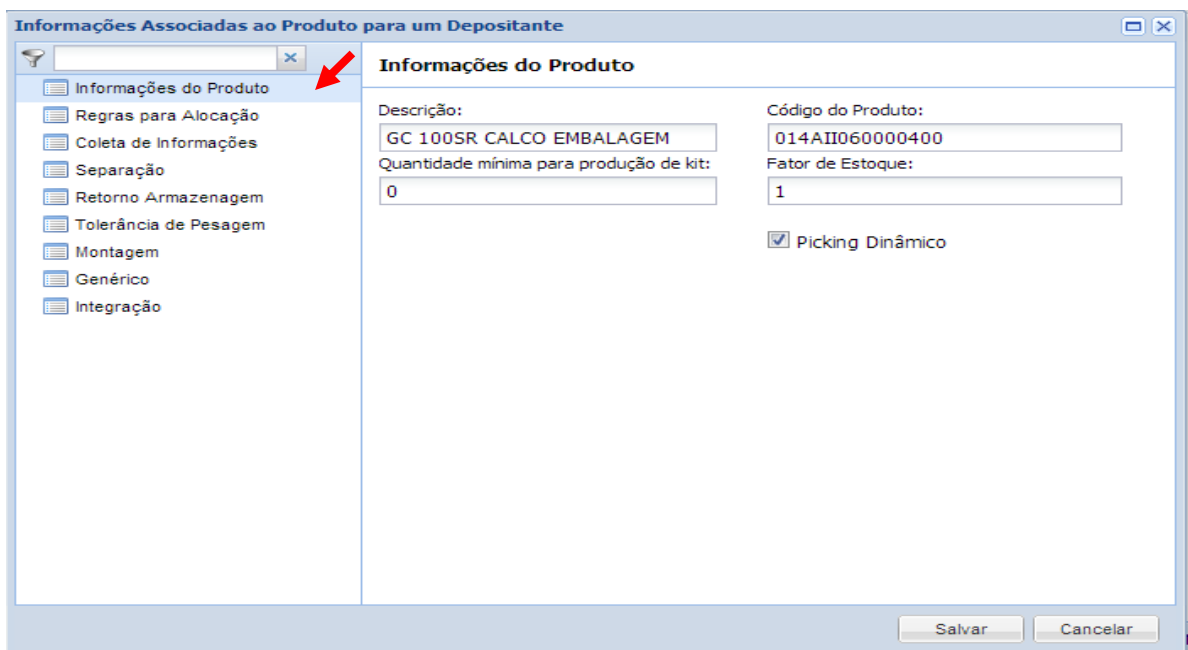 Informações Associadas ao Produto para um Depositante
Informações do Produto
Regras para Alocação
Coleta de Informações
Separação
Retorno Armazenagem
Tolerância de Pesagem
Montagem
Genérico
Integração
Informações do Produto
Descrição:
GC 100SR CALCO EMBALAGEM
Código do Produto:
014AII060000400
Quantidade mínima para produção de kit:
0
Fator de Estoque:
1
Picking Dinâmico
Salvar
Cancelar